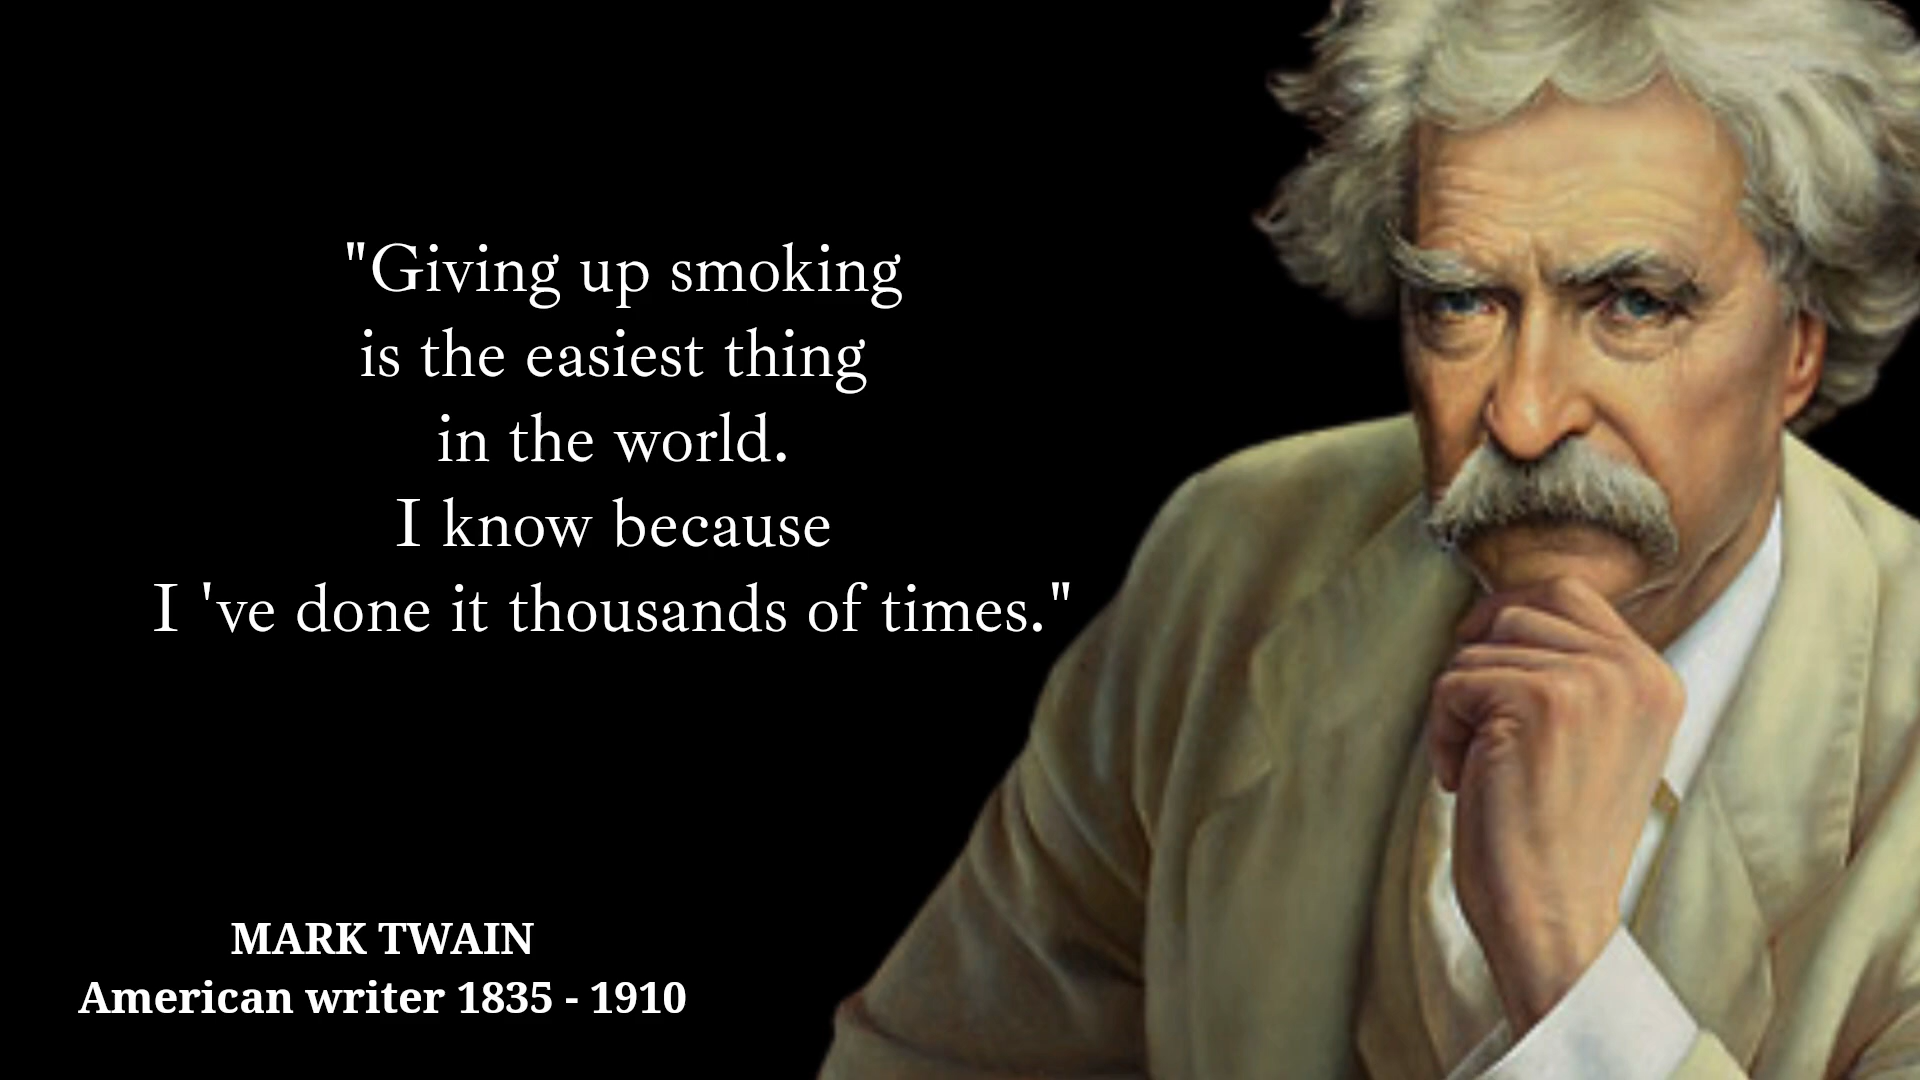 "Giving up smoking
is the easiest thing
in the world.
I know because
I 've done it thousands of times."
MARK TWAIN
American writer 1835 - 1910